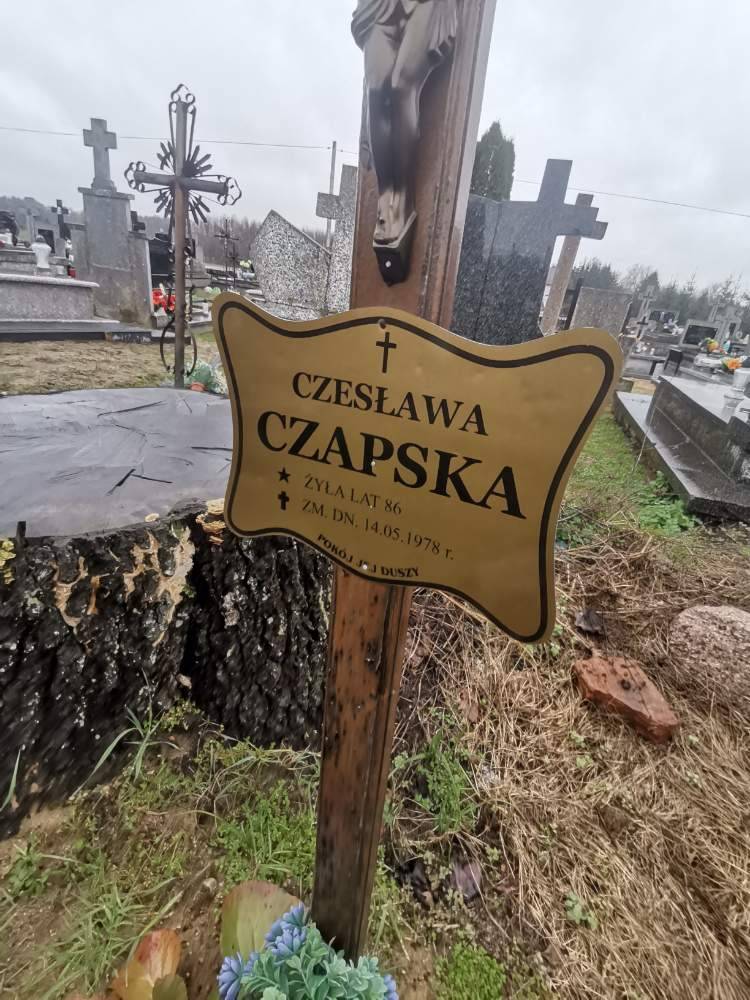 CZESŁAWA
CZAPSKA
ŻYŁA LAT 86
ZM. DN. 14.05.1978 r.
POKÓJ JEJ DUSZY